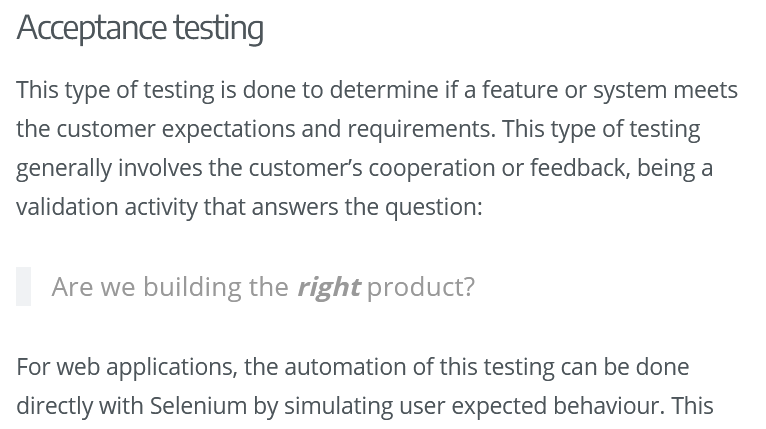 Acceptance testing
This type of testing is done to determine if a feature or system meets
the customer expectations and requirements. This type of testing
generally involves the customer’s cooperation or feedback, being a
validation activity that answers the question:
Are we building the right product?
For web applications, the automation of this testing can be done
directly with Selenium by simulating user expected behaviour. This